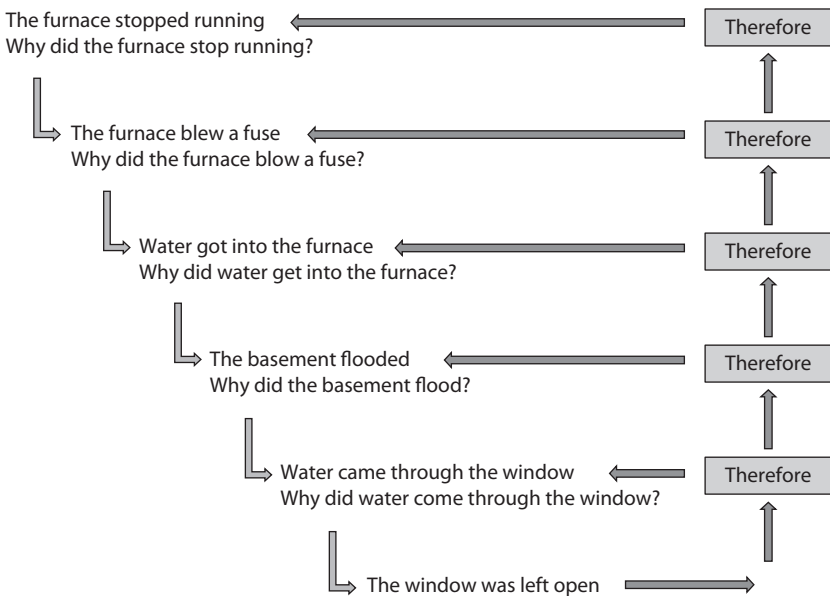 The furnace stopped running
Therefore
Why did the furnace stop running?
The furnace blew a fuse
Therefore
Why did the furnace blow a fuse?
Water got into the furnace
Therefore
Why did water get into the furnace?
The basement flooded
Therefore
Why did the basement flood?
Water came through the window
Therefore
Why did water come through the window?
The window was left open